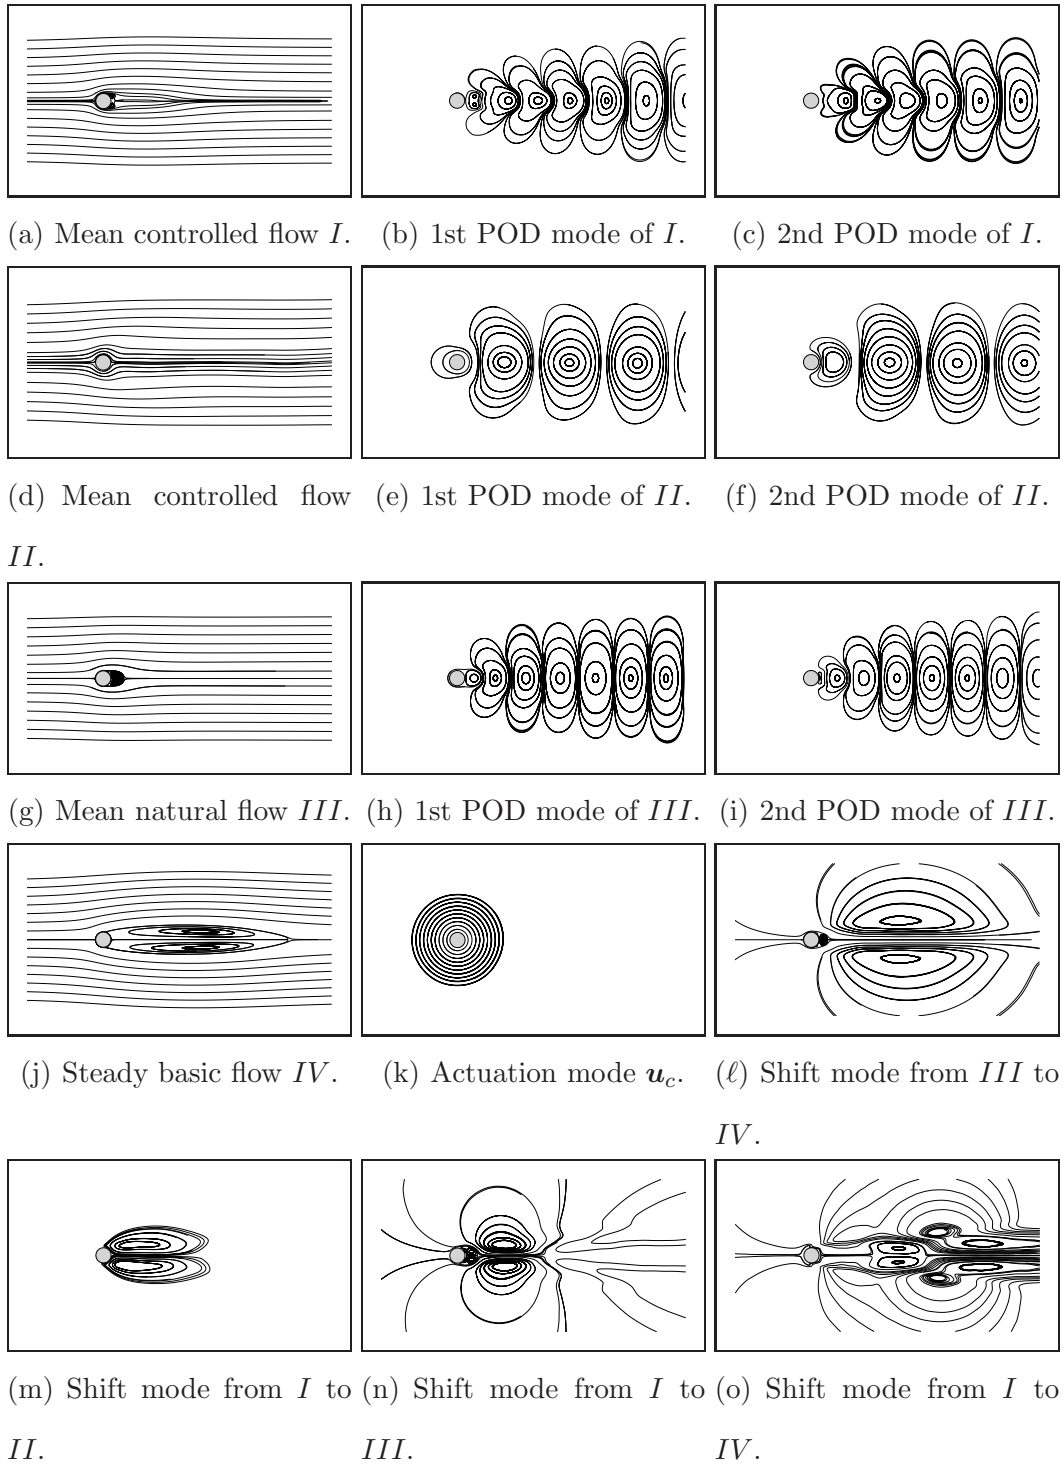 (a) Mean controlled flow I. (b) 1st POD mode of I. (c) 2nd POD mode of I.
(d) Mean controlled flow II. (e) 1st POD mode of II. (f) 2nd POD mode of II.
(g) Mean natural flow III. (h) 1st POD mode of III. (i) 2nd POD mode of III.
(j) Steady basic flow IV. (k) Actuation mode u_c. (ℓ) Shift mode from III to IV.
(m) Shift mode from I to II. (n) Shift mode from I to III. (o) Shift mode from I to IV.